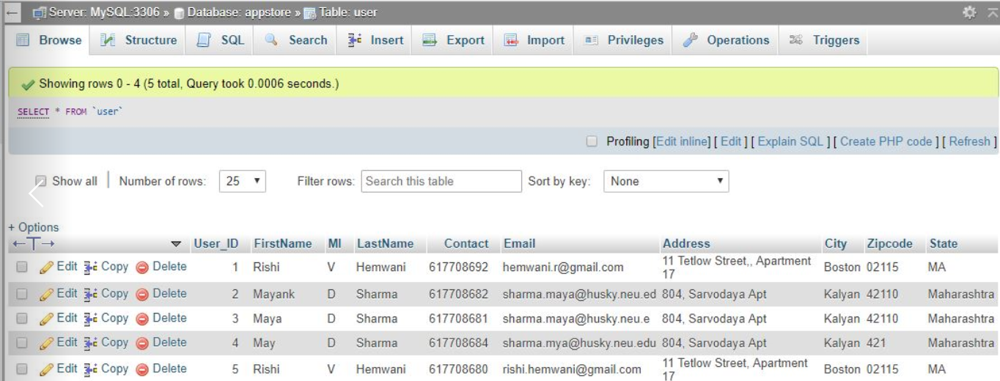 Server: MySQL:3306 » Database: appstore » Table: user
Browse Structure SQL Search Insert Export Import Privileges Operations Triggers
Showing rows 0 - 4 (5 total, Query took 0.0006 seconds.)
SELECT * FROM `user`
Profiling [Edit inline] [ Edit ] [ Explain SQL ] [ Create PHP code ] [ Refresh ]
Show all Number of rows: 25 Filter rows: Search this table Sort by key: None
+ Options
←T→ User_ID FirstName MI LastName Contact Email Address City Zipcode State
Edit Copy Delete 1 Rishi V Hemwani 617708692 hemwani.r@gmail.com 11 Tetlow Street,, Apartment Boston 02115 MA
17
Edit Copy Delete 2 Mayank D Sharma 617708682 sharma.maya@husky.neu.ed 804, Sarvodaya Apt Kalyan 42110 Maharashtra
Edit Copy Delete 3 Maya D Sharma 617708681 sharma.maya@husky.neu.e 804, Sarvodaya Apt Kalyan 42110 Maharashtra
Edit Copy Delete 4 May D Sharma 617708684 sharma.mya@husky.neu.edu 804, Sarvodaya Apt Kalyan 421 Maharashtra
Edit Copy Delete 5 Rishi V Hemwani 617708680 rishi.hemwani@gmail.com 11 Tetlow Street, Apartment Boston 02115 MA
17